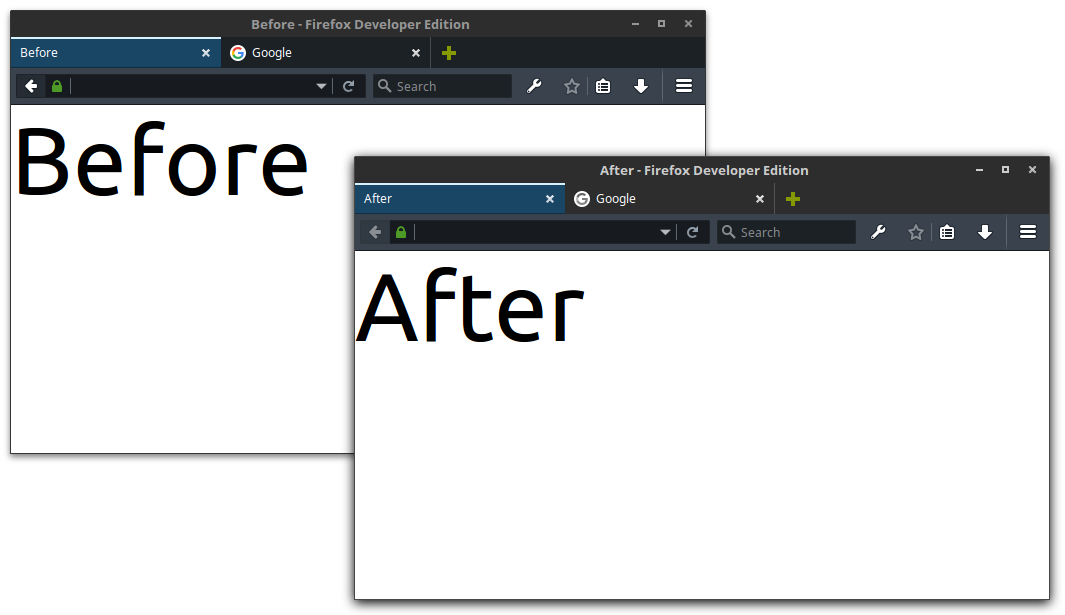 Before - Firefox Developer Edition
Before
Google
Search
Before
After - Firefox Developer Edition
After
Google
Search
After